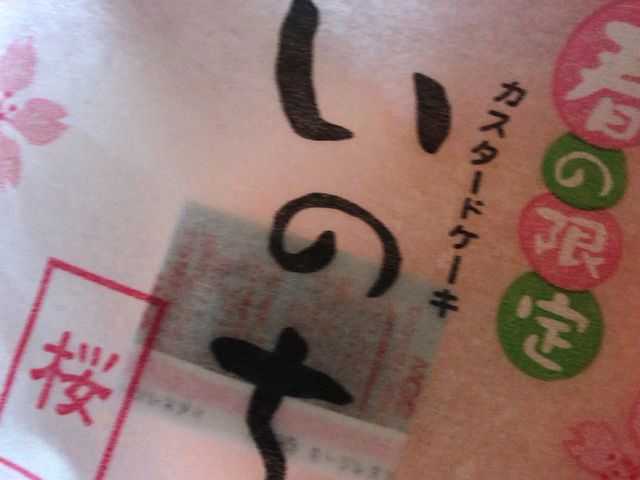 春の限定
カスタードケーキ
いのち
桜